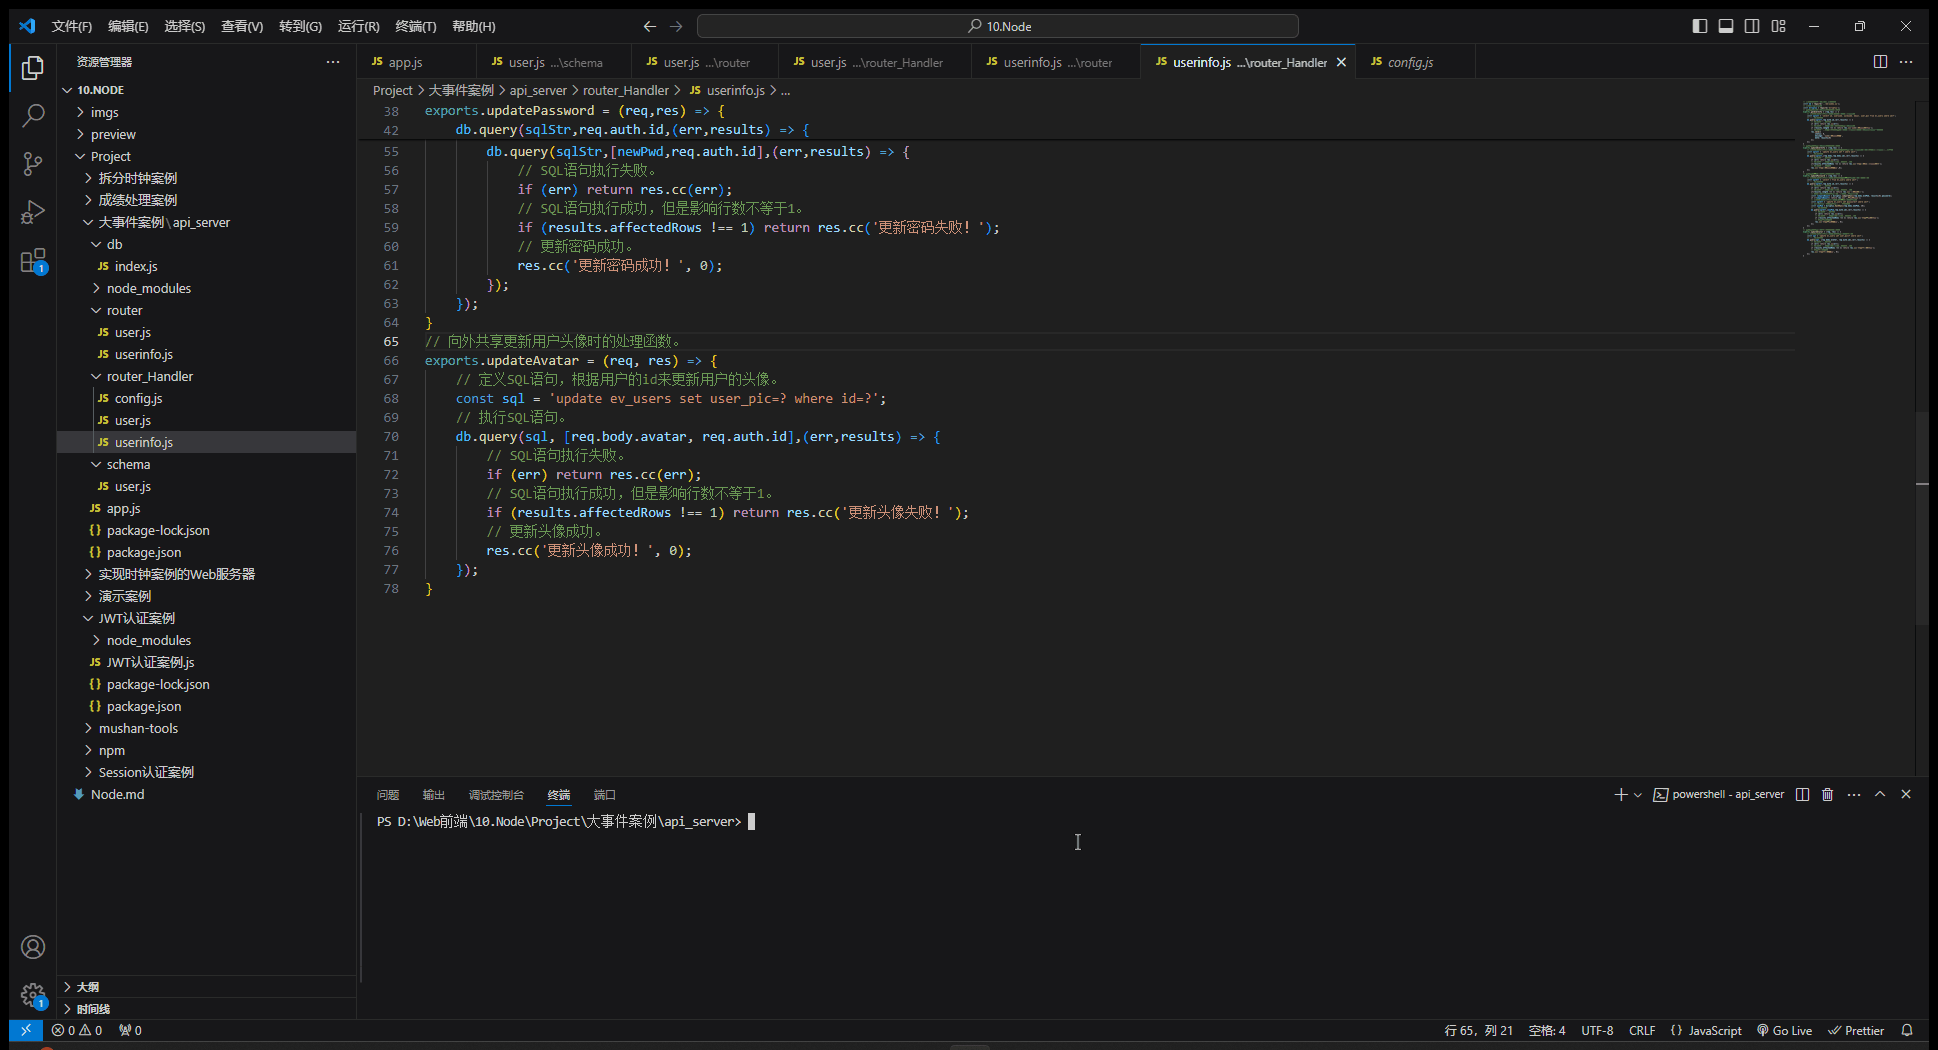 文件(F) 编辑(E) 选择(S) 查看(V) 转到(G) 运行(R) 终端(T) 帮助(H)
10.Node
资源管理器
10.NODE
imgs
preview
Project
拆分时钟案例
成绩处理案例
大事件案例\api_server
db
JS index.js
node_modules
router
JS user.js
JS userinfo.js
router_Handler
JS config.js
JS user.js
JS userinfo.js
schema
JS user.js
JS app.js
{} package-lock.json
{} package.json
实现时钟案例的Web服务器
演示案例
JWT认证案例
node_modules
JS JWT认证案例.js
{} package-lock.json
{} package.json
mushan-tools
npm
Session认证案例
Node.md
大纲
时间线
1
1
JS app.js JS user.js ...\schema JS user.js ...\router JS user.js ...\router_Handler JS userinfo.js ...\router JS userinfo.js ...\router_Handler JS config.js
Project > 大事件案例 > api_server > router_Handler > JS userinfo.js > ...
38 exports.updatePassword = (req,res) => {
42 db.query(sqlStr,req.auth.id,(err,results) => {
55 db.query(sqlStr,[newPwd,req.auth.id],(err,results) => {
56 // SQL语句执行失败。
57 if (err) return res.cc(err);
58 // SQL语句执行成功，但是影响行数不等于1。
59 if (results.affectedRows !== 1) return res.cc('更新密码失败！');
60 // 更新密码成功。
61 res.cc('更新密码成功！', 0);
62 });
63 });
64 }
65 // 向外共享更新用户头像时的处理函数。
66 exports.updateAvatar = (req, res) => {
67 // 定义SQL语句，根据用户的id来更新用户的头像。
68 const sql = 'update ev_users set user_pic=? where id=?';
69 // 执行SQL语句。
70 db.query(sql, [req.body.avatar, req.auth.id],(err,results) => {
71 // SQL语句执行失败。
72 if (err) return res.cc(err);
73 // SQL语句执行成功，但是影响行数不等于1。
74 if (results.affectedRows !== 1) return res.cc('更新头像失败！');
75 // 更新头像成功。
76 res.cc('更新头像成功！', 0);
77 });
78 }
问题 输出 调试控制台 终端 端口
powershell - api_server
PS D:\Web前端\10.Node\Project\大事件案例\api_server>
0 0 0
行 65，列 21 空格: 4 UTF-8 CRLF {} JavaScript Go Live Prettier